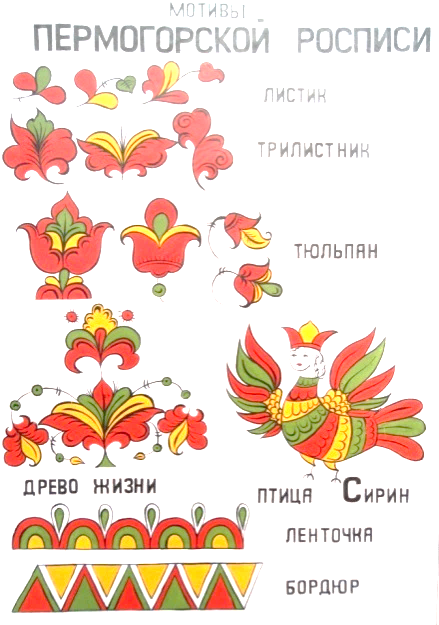 МОТИВЫ
ПЕРМОГОРСКОЙ РОСПИСИ
ЛИСТИК
ТРИЛИСТНИК
ТЮЛЬПАН
ДРЕВО ЖИЗНИ
ПТИЦА СИРИН
ЛЕНТОЧКА
БОРДЮР